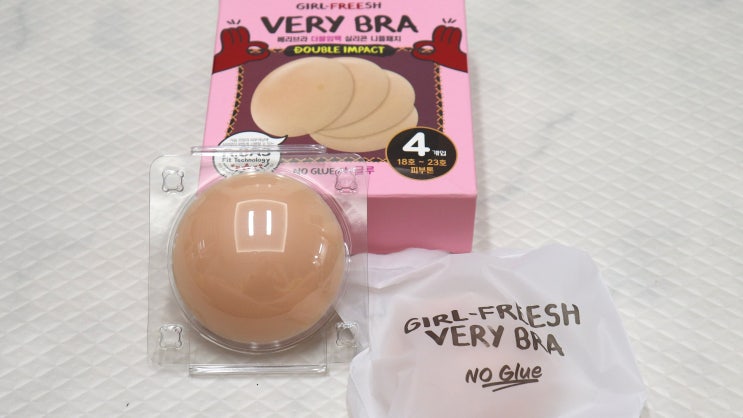 GIRL-FREESH
VERY BRA
베리브라 더블임팩 실리콘 니플패치
DOUBLE IMPACT
4 개입
18호 ~ 23호
피부톤
Fit Technology
NO GLUE
GIRL-FREESH
VERY BRA
NO Glue